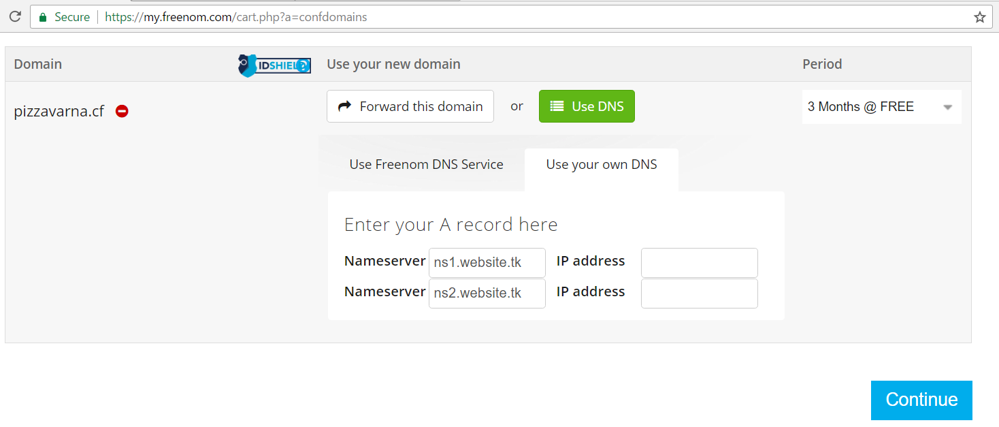 Secure https://my.freenom.com/cart.php?a=confdomains
Domain IDSHIELD ? Use your new domain Period
pizzavarna.cf Forward this domain or Use DNS 3 Months @ FREE
Use Freenom DNS Service Use your own DNS
Enter your A record here
Nameserver ns1.website.tk IP address
Nameserver ns2.website.tk IP address
Continue